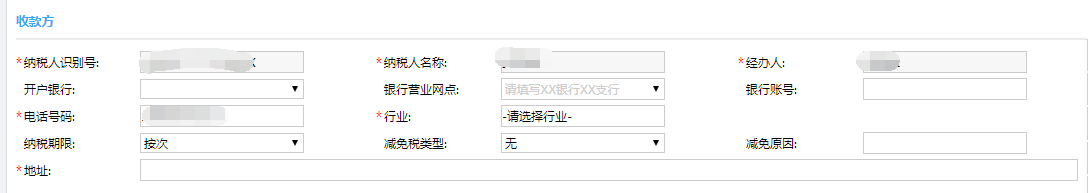 收款方
*纳税人识别号: *纳税人名称: *经办人:
开户银行: 银行营业网点: 请填写XX银行XX支行 银行账号:
*电话号码: *行业: -请选择行业-
纳税期限: 按次 减免税类型: 无 减免原因:
*地址: